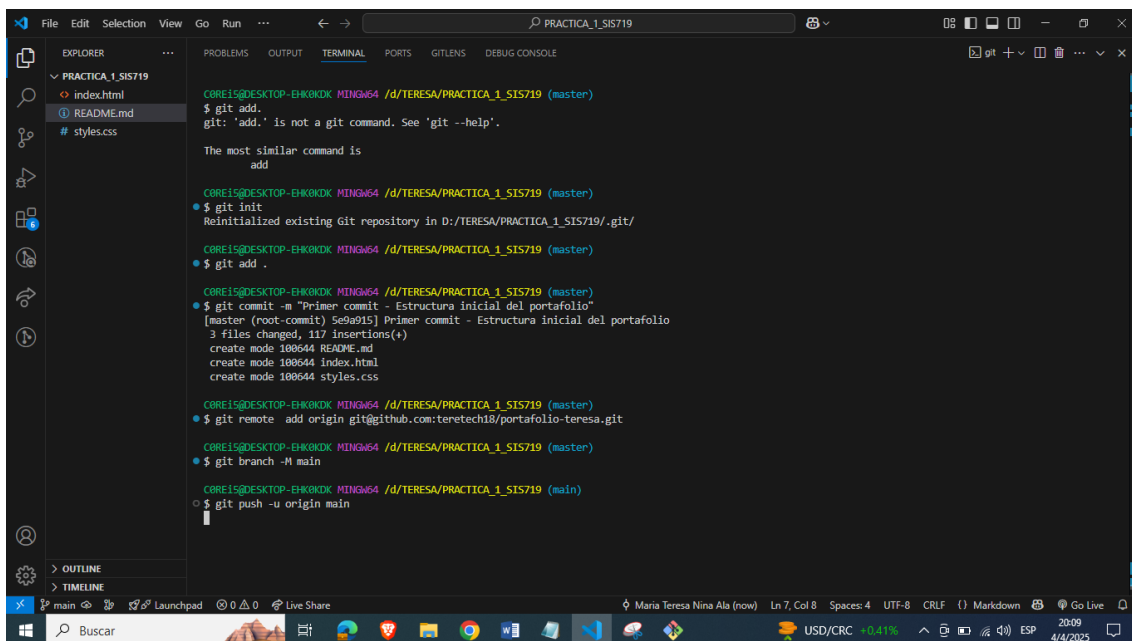 File Edit Selection View Go Run ··· ← → PRACTICA_1_SIS719
EXPLORER ···
PRACTICA_1_SIS719
index.html
README.md
# styles.css
OUTLINE
TIMELINE
PROBLEMS OUTPUT TERMINAL PORTS GITLENS DEBUG CONSOLE git
C0REi5@DESKTOP-EHK0KDK MINGW64 /d/TERESA/PRACTICA_1_SIS719 (master)
$ git add.
git: 'add.' is not a git command. See 'git --help'.
The most similar command is
add
C0REi5@DESKTOP-EHK0KDK MINGW64 /d/TERESA/PRACTICA_1_SIS719 (master)
$ git init
Reinitialized existing Git repository in D:/TERESA/PRACTICA_1_SIS719/.git/
C0REi5@DESKTOP-EHK0KDK MINGW64 /d/TERESA/PRACTICA_1_SIS719 (master)
$ git add .
C0REi5@DESKTOP-EHK0KDK MINGW64 /d/TERESA/PRACTICA_1_SIS719 (master)
$ git commit -m "Primer commit - Estructura inicial del portafolio"
[master (root-commit) 5e9a915] Primer commit - Estructura inicial del portafolio
3 files changed, 117 insertions(+)
create mode 100644 README.md
create mode 100644 index.html
create mode 100644 styles.css
C0REi5@DESKTOP-EHK0KDK MINGW64 /d/TERESA/PRACTICA_1_SIS719 (master)
$ git remote  add origin git@github.com:teretech18/portafolio-teresa.git
C0REi5@DESKTOP-EHK0KDK MINGW64 /d/TERESA/PRACTICA_1_SIS719 (master)
$ git branch -M main
C0REi5@DESKTOP-EHK0KDK MINGW64 /d/TERESA/PRACTICA_1_SIS719 (main)
$ git push -u origin main
6
main Launchpad 0 0 Live Share Maria Teresa Nina Ala (now) Ln 7, Col 8 Spaces: 4 UTF-8 CRLF {} Markdown Go Live
Buscar USD/CRC +0,41% ESP 20:09
4/4/2025